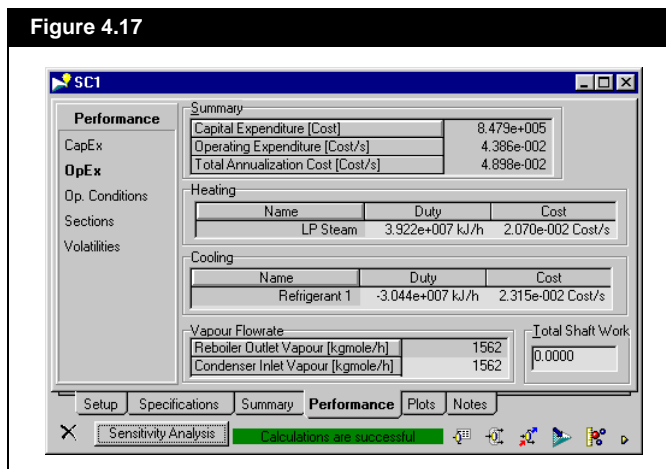 Figure 4.17
SC1
Performance
CapEx
OpEx
Op. Conditions
Sections
Volatilities
Summary
Capital Expenditure [Cost] 8.479e+005
Operating Expenditure [Cost/s] 4.386e-002
Total Annualization Cost [Cost/s] 4.898e-002
Heating
Name Duty Cost
LP Steam 3.922e+007 kJ/h 2.070e-002 Cost/s
Cooling
Name Duty Cost
Refrigerant 1 -3.044e+007 kJ/h 2.315e-002 Cost/s
Vapour Flowrate
Reboiler Outlet Vapour [kgmole/h] 1562
Condenser Inlet Vapour [kgmole/h] 1562
Total Shaft Work
0.0000
Setup Specifications Summary Performance Plots Notes
Sensitivity Analysis Calculations are successful